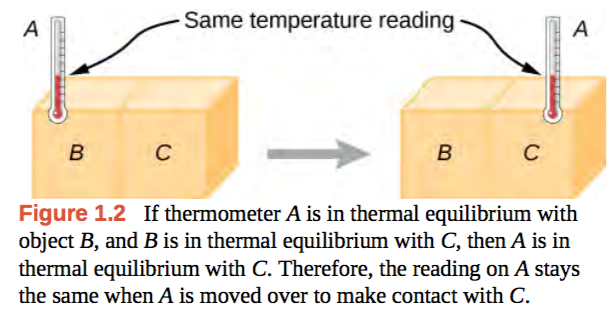 A
Same temperature reading
A
B
C
B
C
Figure 1.2 If thermometer A is in thermal equilibrium with
object B, and B is in thermal equilibrium with C, then A is in
thermal equilibrium with C. Therefore, the reading on A stays
the same when A is moved over to make contact with C.